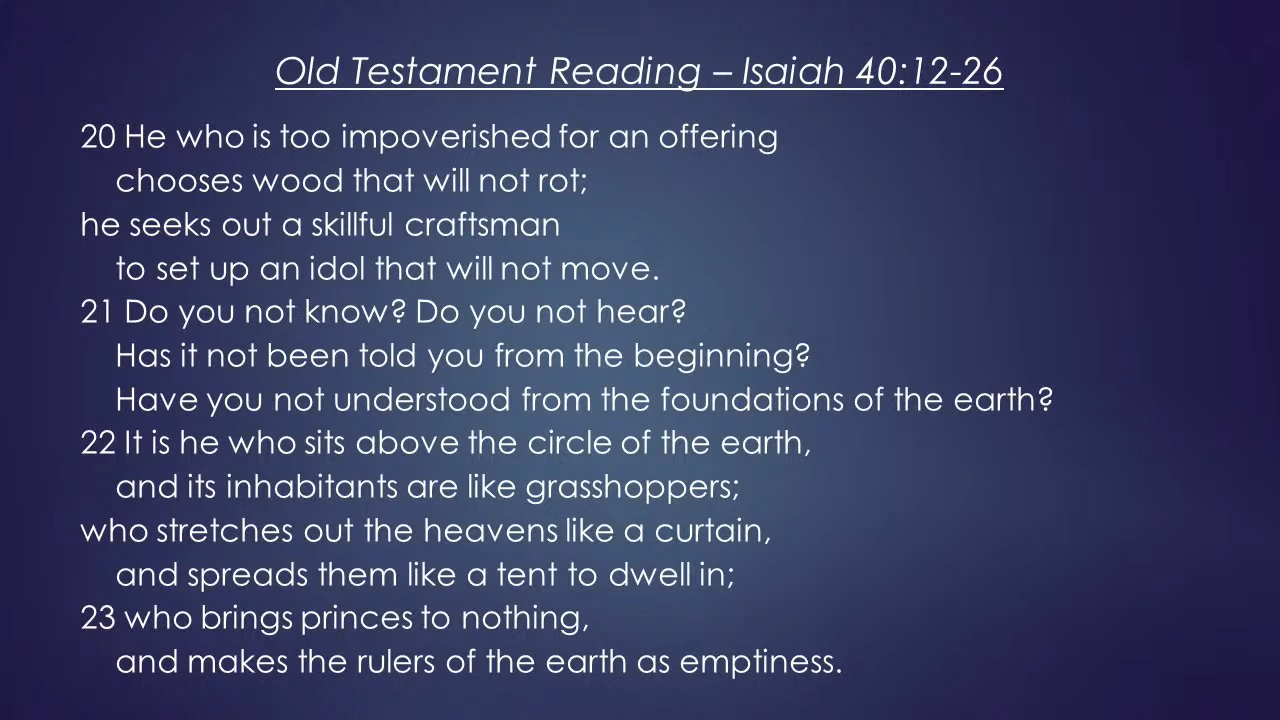 Old Testament Reading – Isaiah 40:12-26
20 He who is too impoverished for an offering
chooses wood that will not rot;
he seeks out a skillful craftsman
to set up an idol that will not move.
21 Do you not know? Do you not hear?
Has it not been told you from the beginning?
Have you not understood from the foundations of the earth?
22 It is he who sits above the circle of the earth,
and its inhabitants are like grasshoppers;
who stretches out the heavens like a curtain,
and spreads them like a tent to dwell in;
23 who brings princes to nothing,
and makes the rulers of the earth as emptiness.